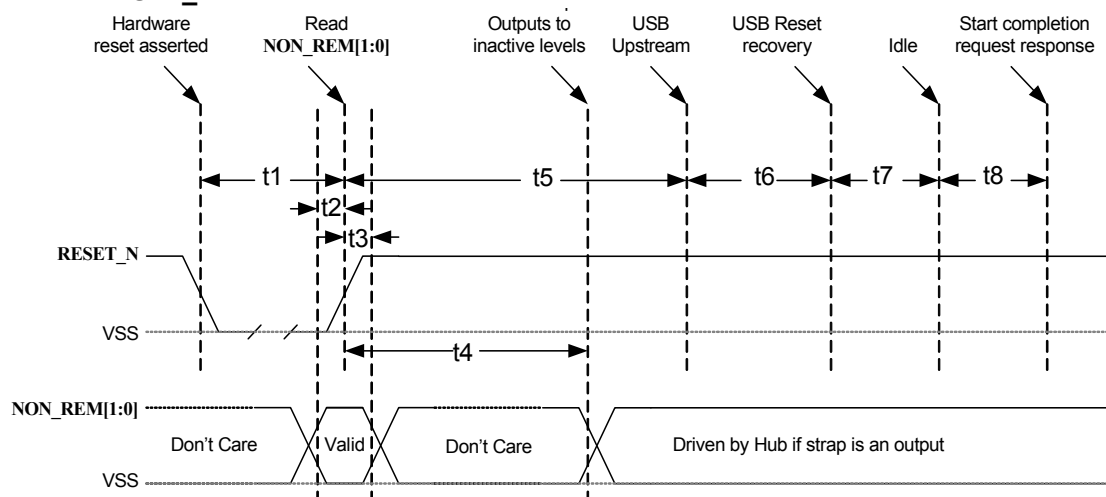 Hardware
reset asserted
Read
NON_REM[1:0]
Outputs to
inactive levels
USB
Upstream
USB Reset
recovery
Idle
Start completion
request response
t1
t5
t6
t7
t8
t2
t3
RESET_N
VSS
t4
NON_REM[1:0]
Don't Care
Valid
Don't Care
Driven by Hub if strap is an output
VSS